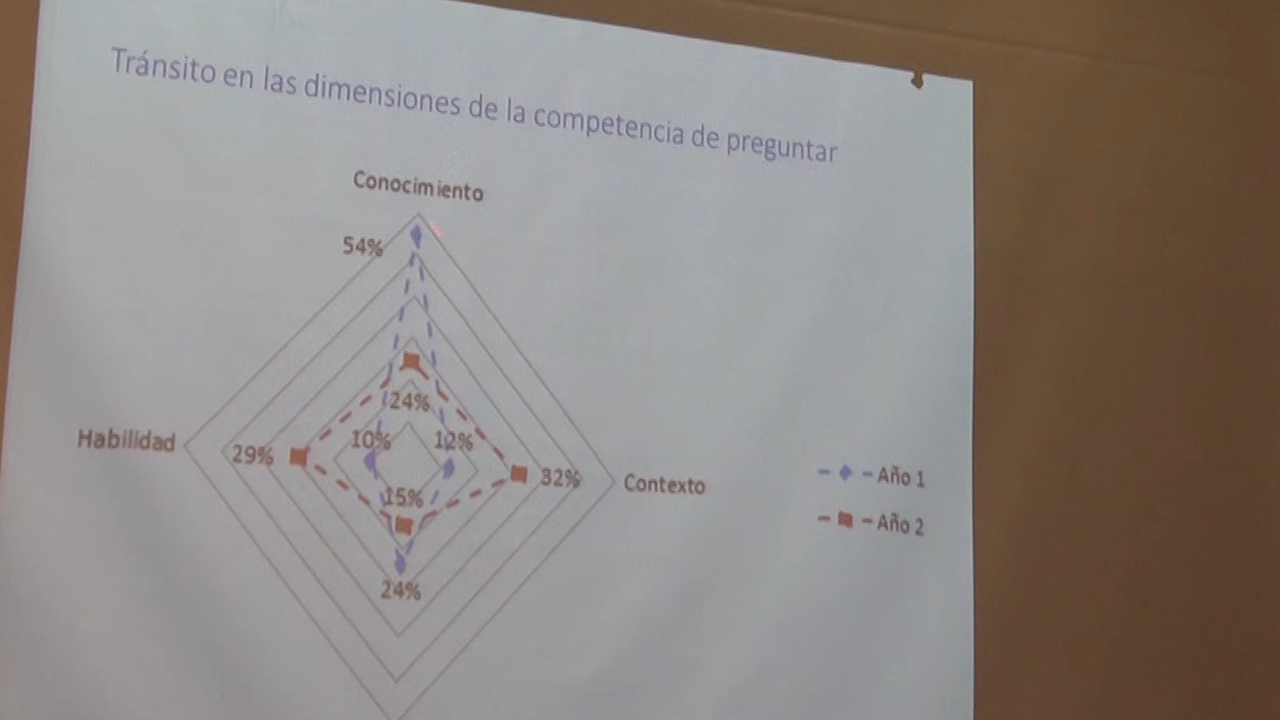 Tránsito en las dimensiones de la competencia de preguntar
Conocimiento
54%
24%
10%
12%
Habilidad
29%
32%
Contexto
15%
24%
Año 1
Año 2